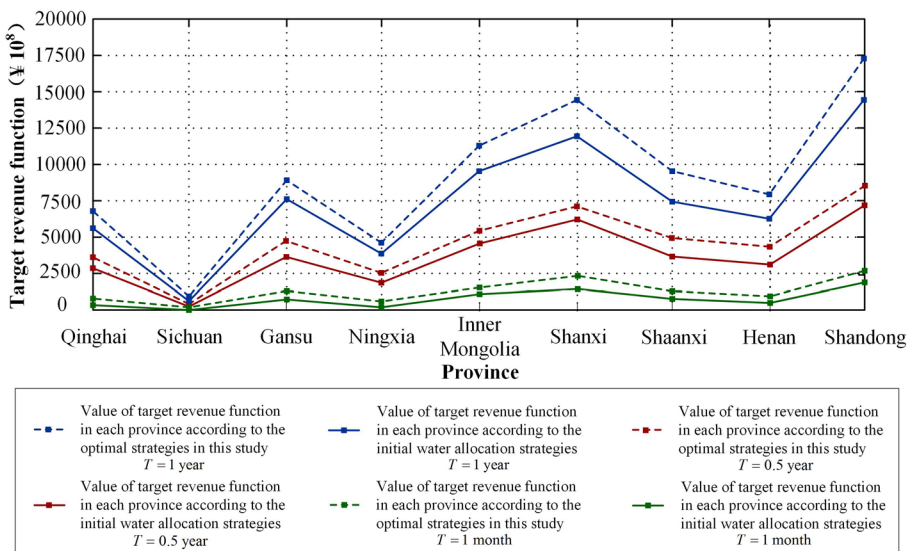 Target revenue function (¥ 10⁸)
20000
17500
15000
12500
10000
7500
5000
2500
0
Qinghai Sichuan Gansu Ningxia Inner Mongolia Shanxi Shaanxi Henan Shandong
Province
Value of target revenue function
in each province according to the
optimal strategies in this study
T = 1 year
Value of target revenue function
in each province according to the
initial water allocation strategies
T = 1 year
Value of target revenue function
in each province according to the
optimal strategies in this study
T = 0.5 year
Value of target revenue function
in each province according to the
initial water allocation strategies
T = 0.5 year
Value of target revenue function
in each province according to the
optimal strategies in this study
T = 1 month
Value of target revenue function
in each province according to the
initial water allocation strategies
T = 1 month